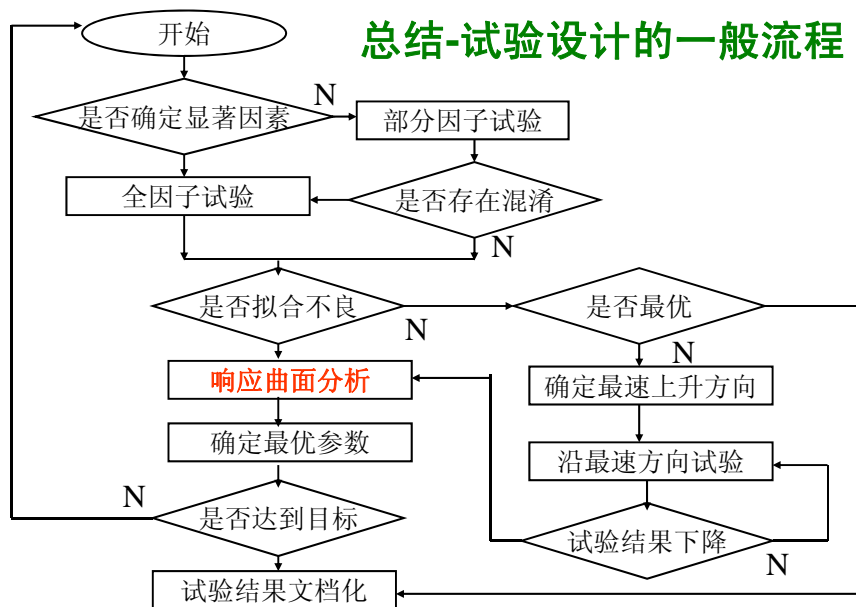 开始
总结-试验设计的一般流程
N
是否确定显著因素
部分因子试验
全因子试验
是否存在混淆
N
是否拟合不良
是否最优
N
N
响应曲面分析
确定最速上升方向
确定最优参数
沿最速方向试验
N
是否达到目标
试验结果下降
N
试验结果文档化